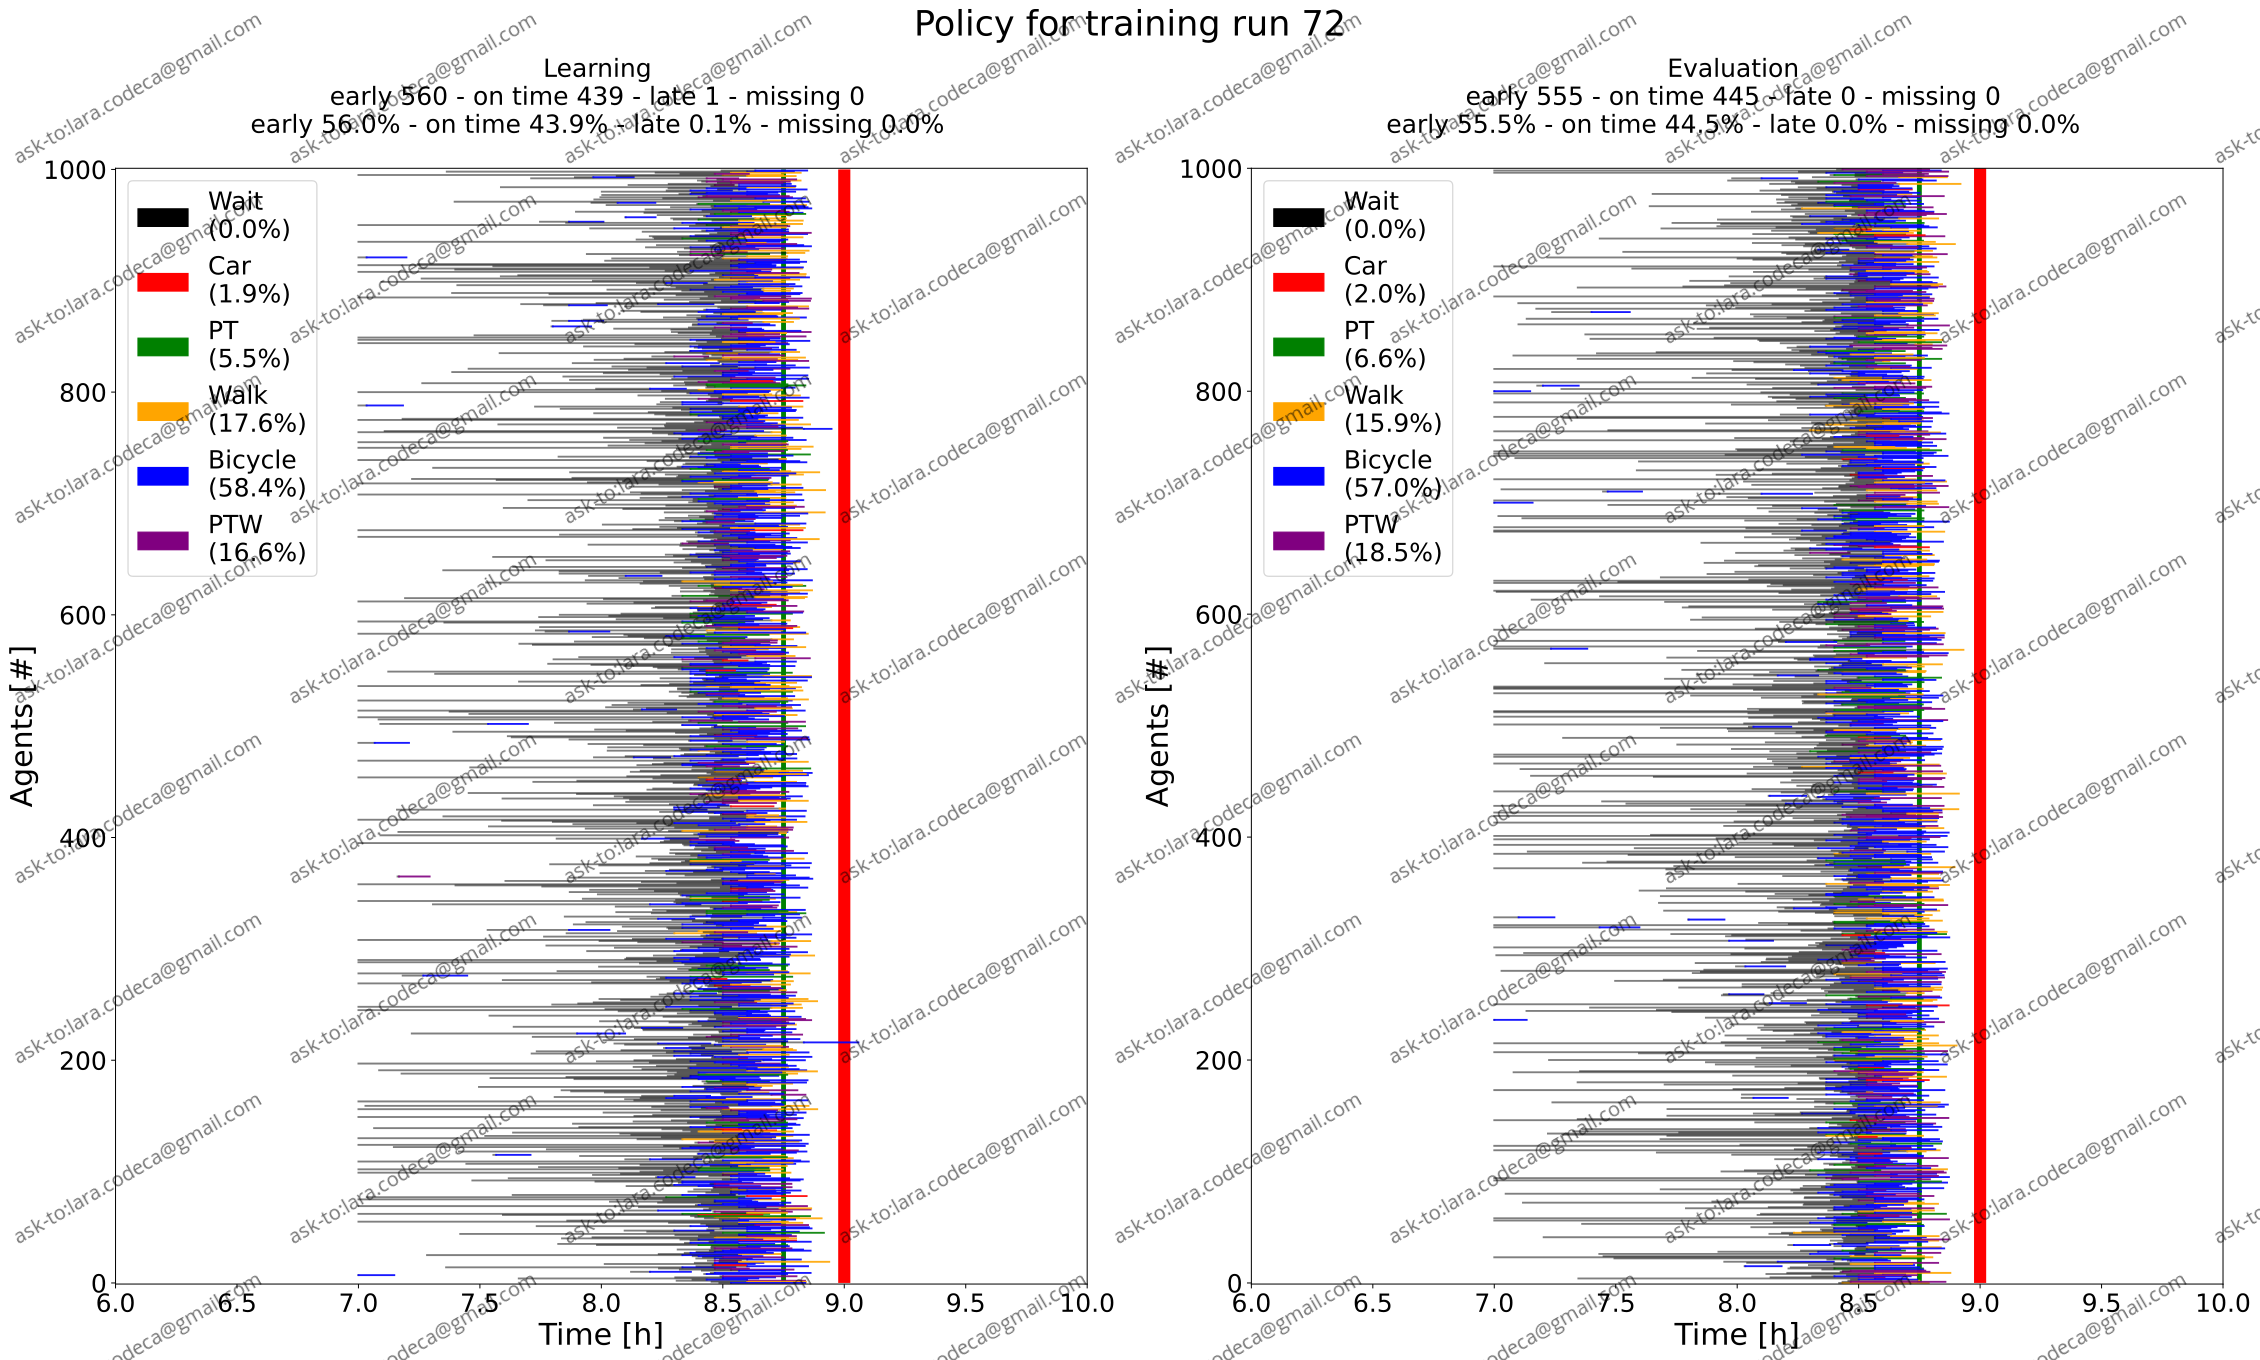 Policy for training run 72
Learning
early 560 - on time 439 - late 1 - missing 0
early 56.0% - on time 43.9% - late 0.1% - missing 0.0%
1000
800
600
400
200
0
Agents [#]
Wait
(0.0%)
Car
(1.9%)
PT
(5.5%)
Walk
(17.6%)
Bicycle
(58.4%)
PTW
(16.6%)
6.0 6.5 7.0 7.5 8.0 8.5 9.0 9.5 10.0
Time [h]
Evaluation
early 555 - on time 445 - late 0 - missing 0
early 55.5% - on time 44.5% - late 0.0% - missing 0.0%
1000
800
600
400
200
0
Agents [#]
Wait
(0.0%)
Car
(2.0%)
PT
(6.6%)
Walk
(15.9%)
Bicycle
(57.0%)
PTW
(18.5%)
6.0 6.5 7.0 7.5 8.0 8.5 9.0 9.5 10.0
Time [h]
ask-to:lara.codeca@gmail.com